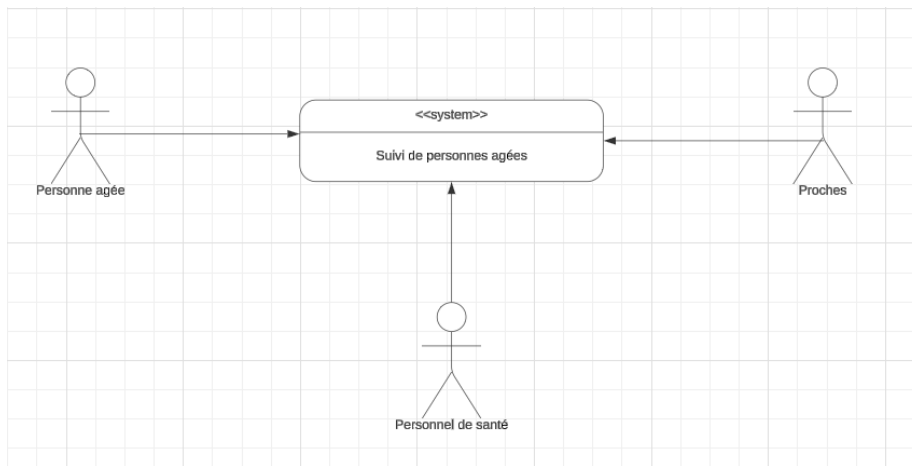 <<system>>
Suivi de personnes agées
Personne agée
Proches
Personnel de santé